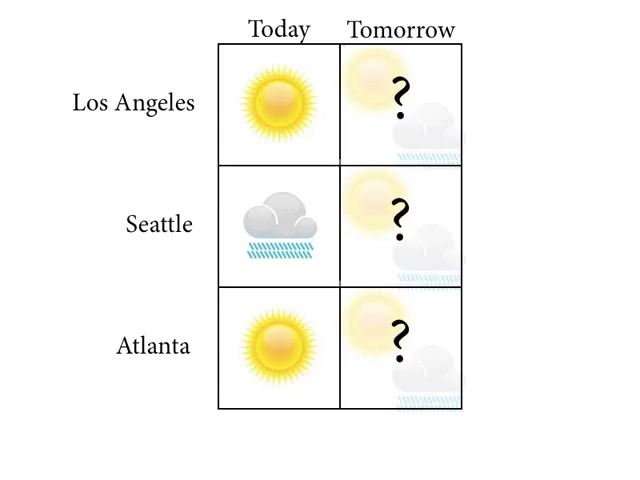 Today Tomorrow
Los Angeles ?
Seattle ?
Atlanta ?